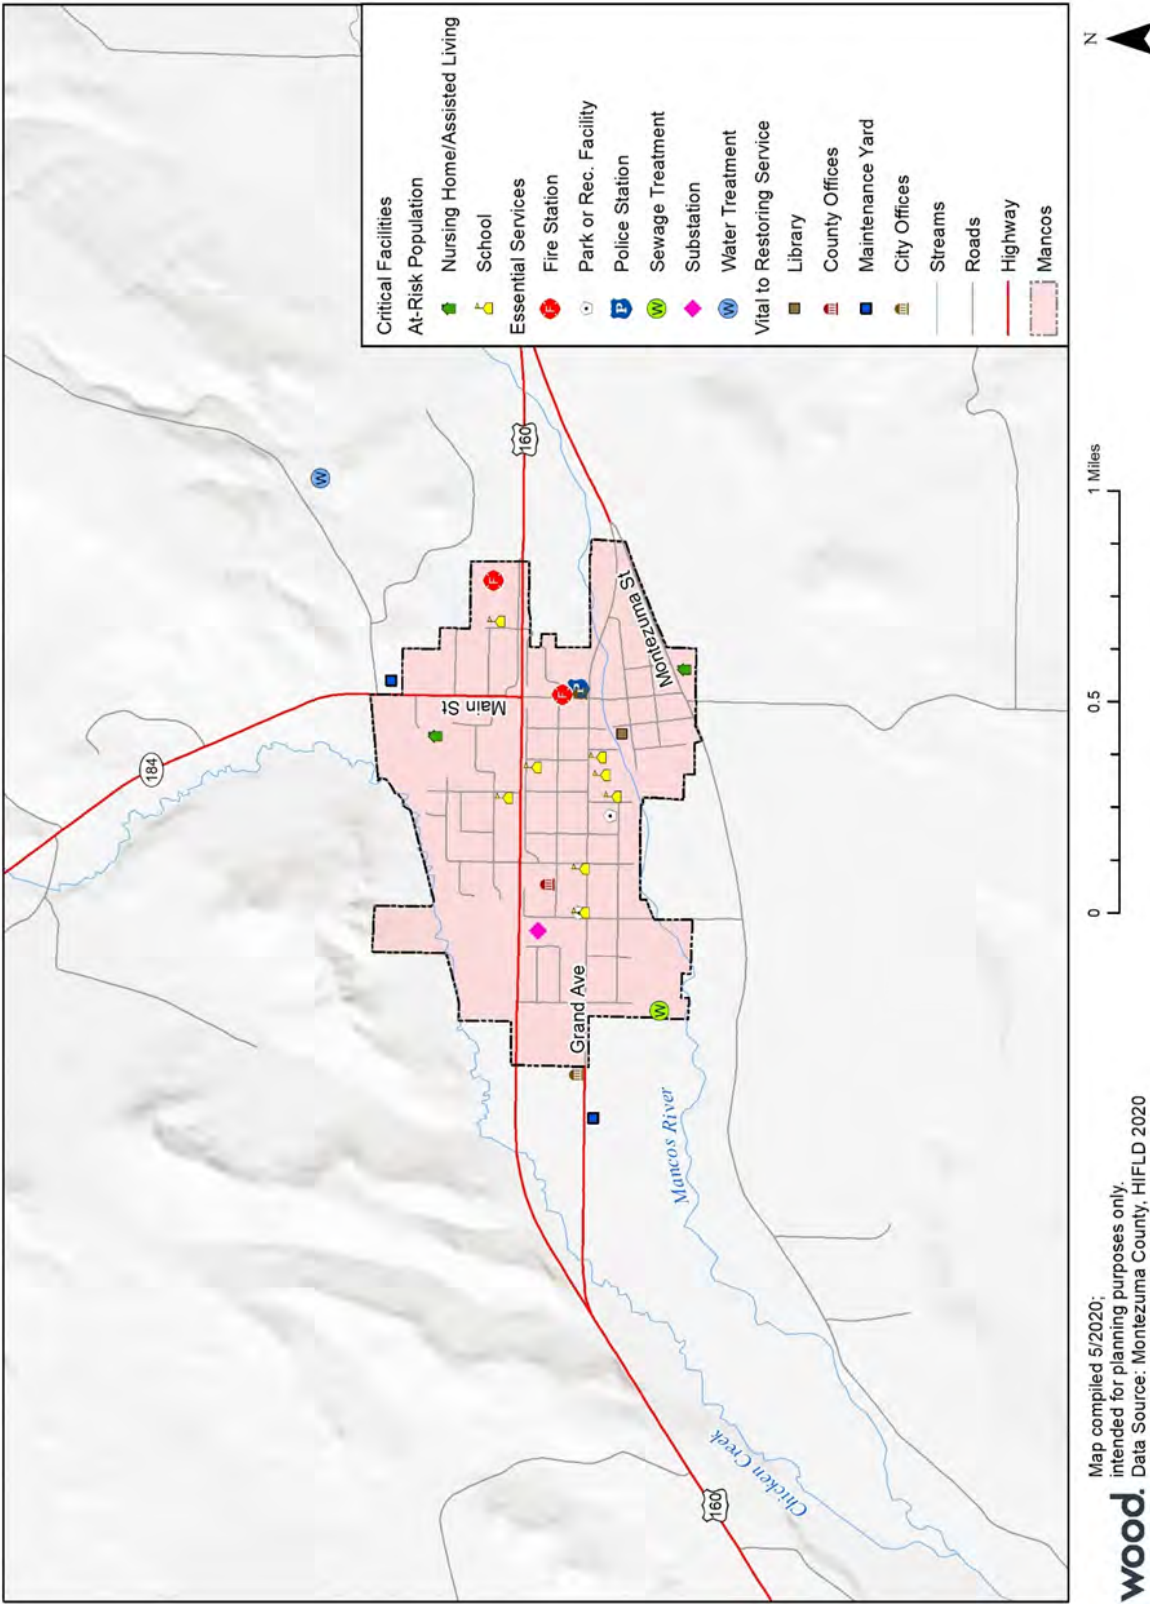 Critical Facilities
At-Risk Population
Nursing Home/Assisted Living
School
Essential Services
F
Fire Station
Park or Rec. Facility
P
Police Station
W
Sewage Treatment
Substation
W
Water Treatment
Vital to Restoring Service
Library
County Offices
Maintenance Yard
City Offices
Streams
Roads
Highway
Mancos
N
184
160
W
F
Main St
F
P
Montezuma St
Grand Ave
W
Mancos River
Chicken Creek
160
0
0.5
1 Miles
wood.
Map compiled 5/2020;
intended for planning purposes only.
Data Source: Montezuma County, HIFLD 2020